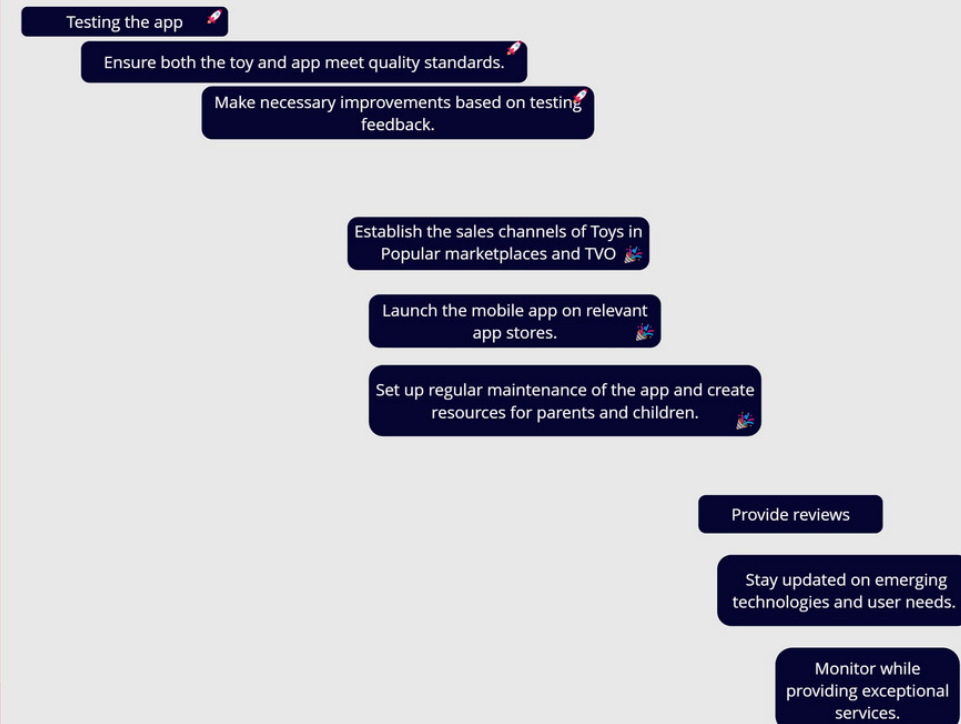 Testing the app
Ensure both the toy and app meet quality standards.
Make necessary improvements based on testing
feedback.
Establish the sales channels of Toys in
Popular marketplaces and TVO
Launch the mobile app on relevant
app stores.
Set up regular maintenance of the app and create
resources for parents and children.
Provide reviews
Stay updated on emerging
technologies and user needs.
Monitor while
providing exceptional
services.